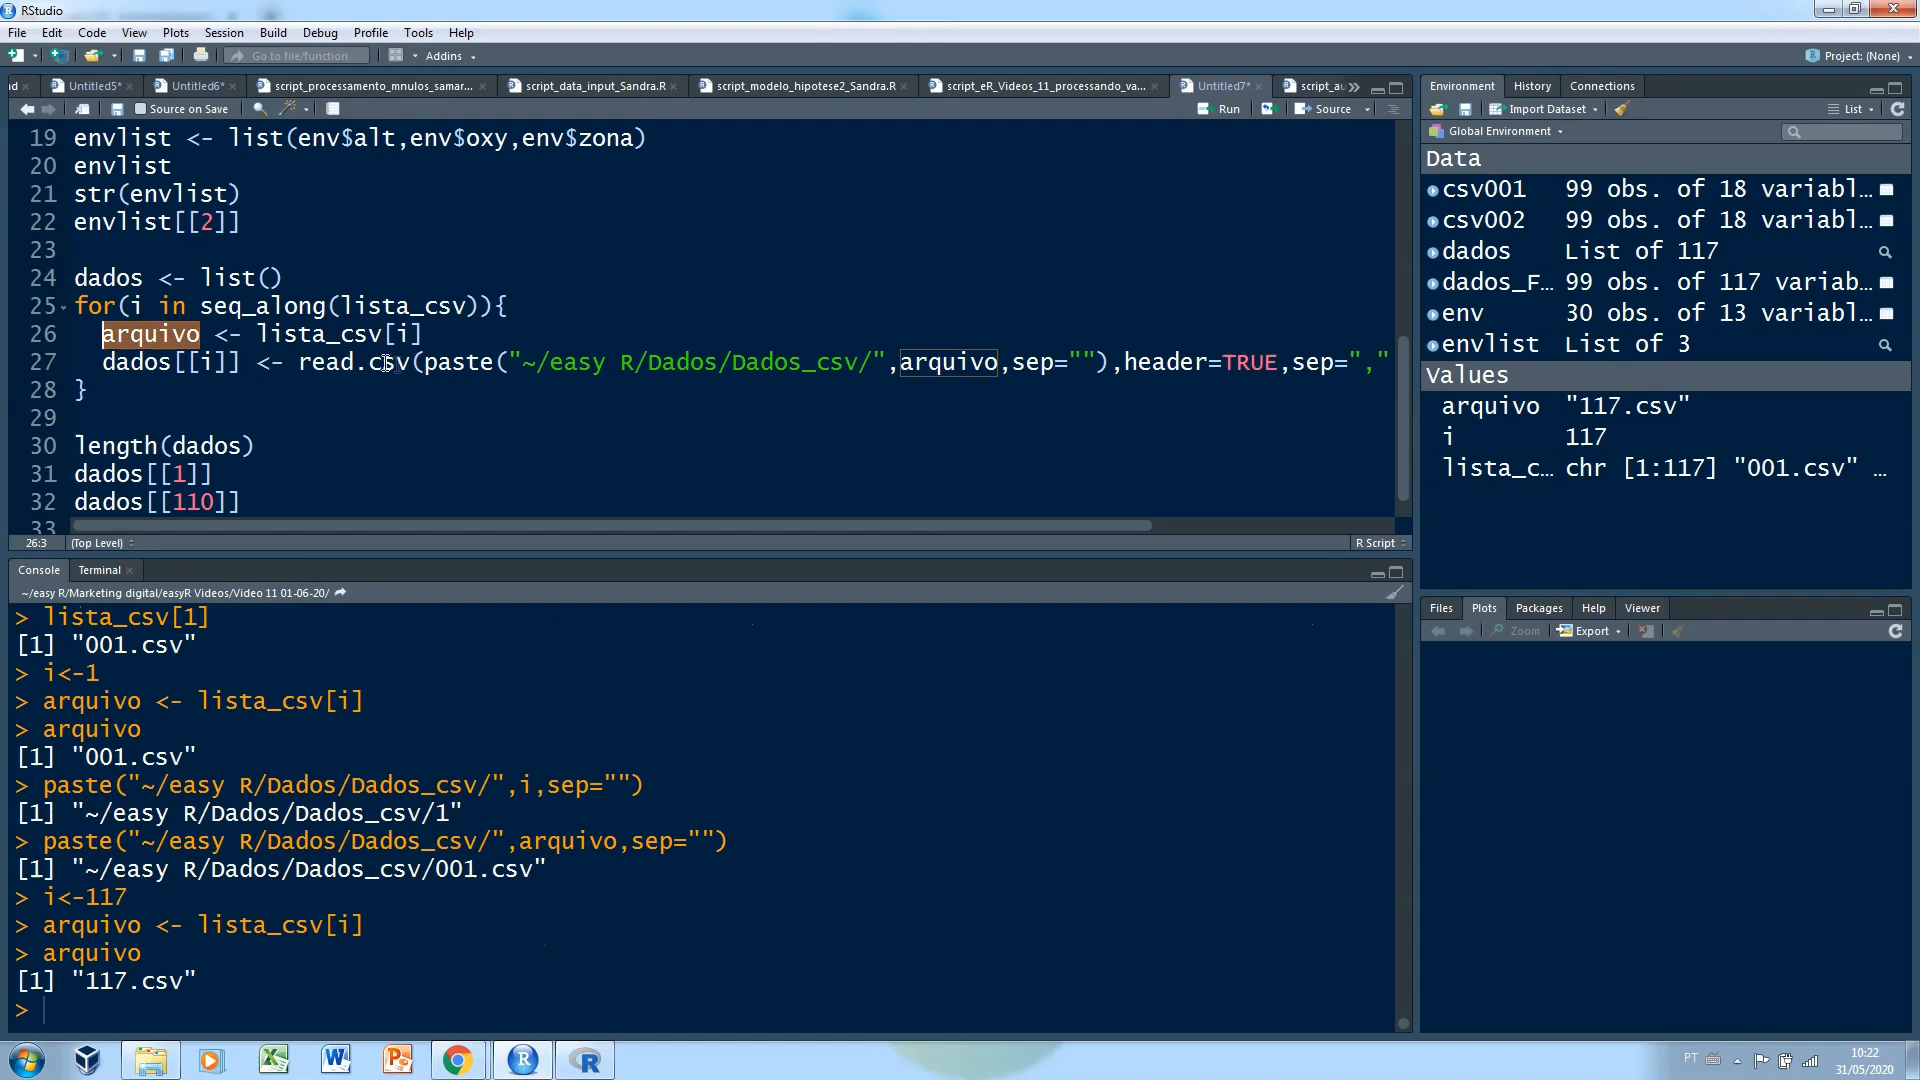 RStudio
File Edit Code View Plots Session Build Debug Profile Tools Help
Go to file/function Addins Project: (None)
nd Untitled5* Untitled6* script_processamento_mnulos_samar... script_data_input_Sandra.R script_modelo_hipotese2_Sandra.R script_eR_Videos_11_processando_va... Untitled7* script_au
Source on Save Run Source
19 envlist <- list(env$alt,env$oxy,env$zona)
20 envlist
21 str(envlist)
22 envlist[[2]]
23
24 dados <- list()
25 for(i in seq_along(lista_csv)){
26 arquivo <- lista_csv[i]
27 dados[[i]] <- read.csv(paste("~/easy R/Dados/Dados_csv/",arquivo,sep=""),header=TRUE,sep=","
28 }
29
30 length(dados)
31 dados[[1]]
32 dados[[110]]
33
26:3 (Top Level) R Script
Console Terminal
~/easy R/Marketing digital/easyR Videos/Video 11 01-06-20/
> lista_csv[1]
[1] "001.csv"
> i<-1
> arquivo <- lista_csv[i]
> arquivo
[1] "001.csv"
> paste("~/easy R/Dados/Dados_csv/",i,sep="")
[1] "~/easy R/Dados/Dados_csv/1"
> paste("~/easy R/Dados/Dados_csv/",arquivo,sep="")
[1] "~/easy R/Dados/Dados_csv/001.csv"
> i<-117
> arquivo <- lista_csv[i]
> arquivo
[1] "117.csv"
>
Environment History Connections
Import Dataset List
Global Environment
Data
csv001 99 obs. of 18 variabl...
csv002 99 obs. of 18 variabl...
dados List of 117
dados_F... 99 obs. of 117 variab...
env 30 obs. of 13 variabl...
envlist List of 3
Values
arquivo "117.csv"
i 117
lista_c... chr [1:117] "001.csv" ...
Files Plots Packages Help Viewer
Zoom Export
PT 10:22
31/05/2020